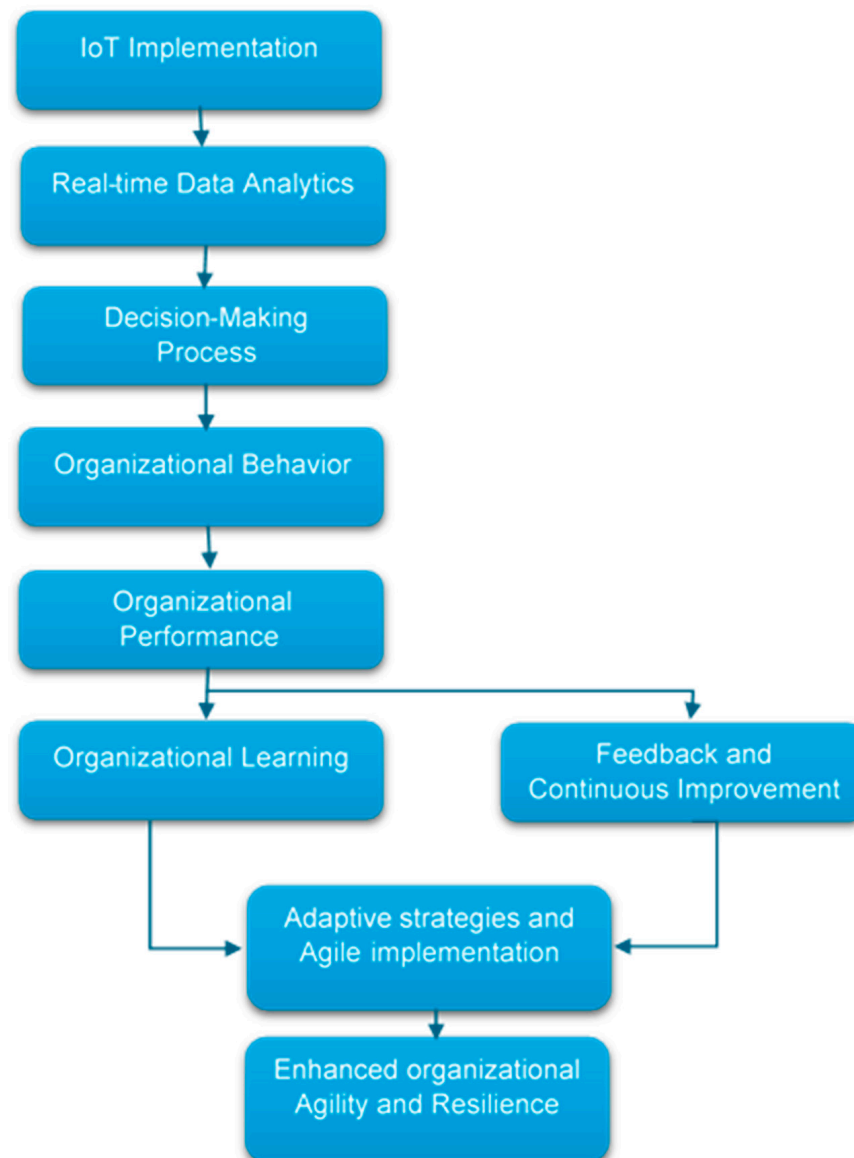 IoT Implementation
Real-time Data Analytics
Decision-Making
Process
Organizational Behavior
Organizational
Performance
Organizational Learning
Feedback and
Continuous Improvement
Adaptive strategies and
Agile implementation
Enhanced organizational
Agility and Resilience